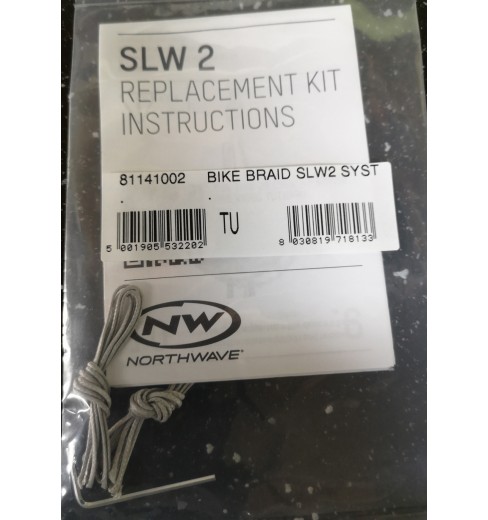 SLW 2
REPLACEMENT KIT
INSTRUCTIONS
81141002 BIKE BRAID SLW2 SYST
.
TU
5 001905 532202
8 030819 718133
NW
NORTHWAVE